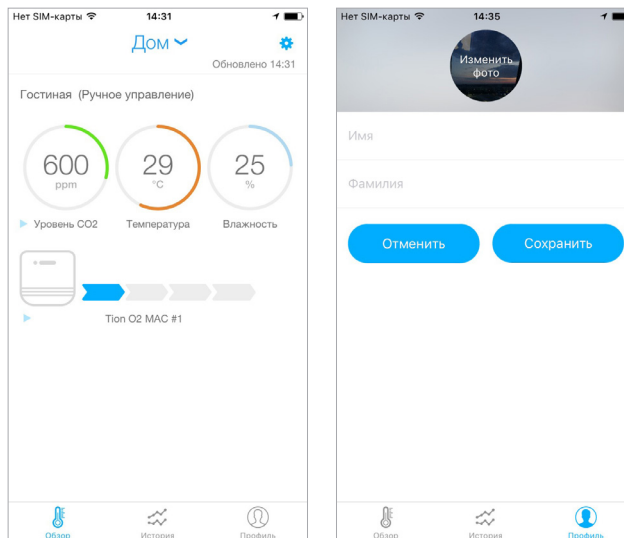 Нет SIM-карты 14:31
Дом
Обновлено 14:31
Гостиная (Ручное управление)
600 29 25
ppm °C %
Уровень CO2 Температура Влажность
Tion O2 MAC #1
Обзор История Профиль
Нет SIM-карты 14:35
Изменить
фото
Имя
Фамилия
Отменить Сохранить
Обзор История Профиль